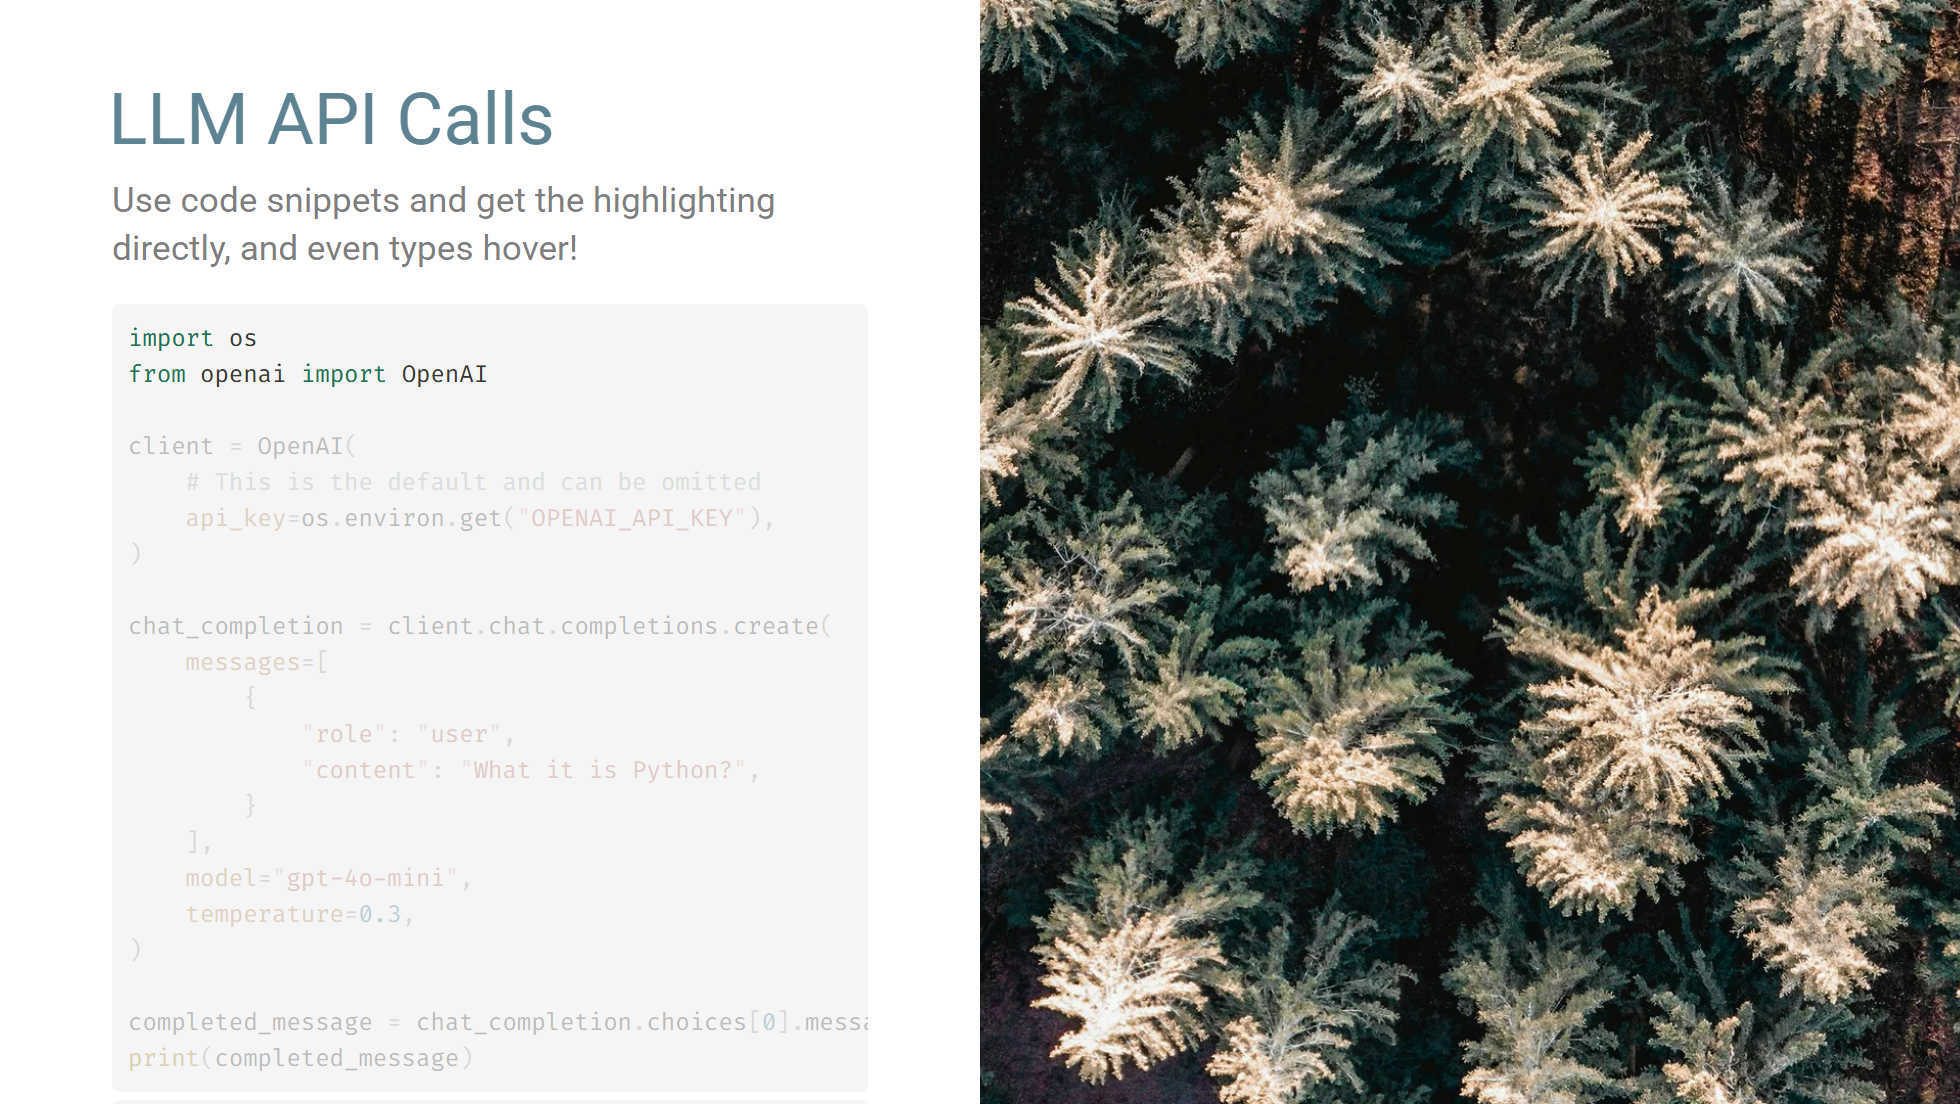 LLM API Calls
Use code snippets and get the highlighting
directly, and even types hover!
import os
from openai import OpenAI
client = OpenAI(
# This is the default and can be omitted
api_key=os.environ.get("OPENAI_API_KEY"),
)
chat_completion = client.chat.completions.create(
messages=[
{
"role": "user",
"content": "What it is Python?",
}
],
model="gpt-4o-mini",
temperature=0.3,
)
completed_message = chat_completion.choices[0].messa
print(completed_message)